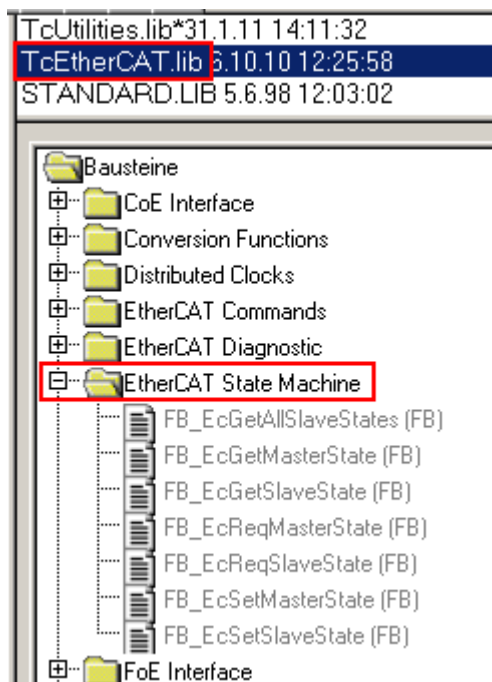 TcUtilities.lib*31.1.11 14:11:32
TcEtherCAT.lib 6.10.10 12:25:58
STANDARD.LIB 5.6.98 12:03:02
Bausteine
CoE Interface
Conversion Functions
Distributed Clocks
EtherCAT Commands
EtherCAT Diagnostic
EtherCAT State Machine
FB_EcGetAllSlaveStates (FB)
FB_EcGetMasterState (FB)
FB_EcGetSlaveState (FB)
FB_EcReqMasterState (FB)
FB_EcReqSlaveState (FB)
FB_EcSetMasterState (FB)
FB_EcSetSlaveState (FB)
FoE Interface